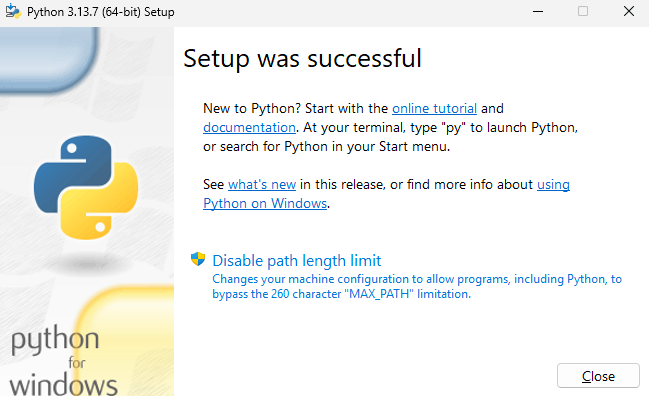 Python 3.13.7 (64-bit) Setup
Setup was successful
New to Python? Start with the online tutorial and
documentation. At your terminal, type "py" to launch Python,
or search for Python in your Start menu.
See what's new in this release, or find more info about using
Python on Windows.
Disable path length limit
Changes your machine configuration to allow programs, including Python, to
bypass the 260 character "MAX_PATH" limitation.
python
for
windows
Close